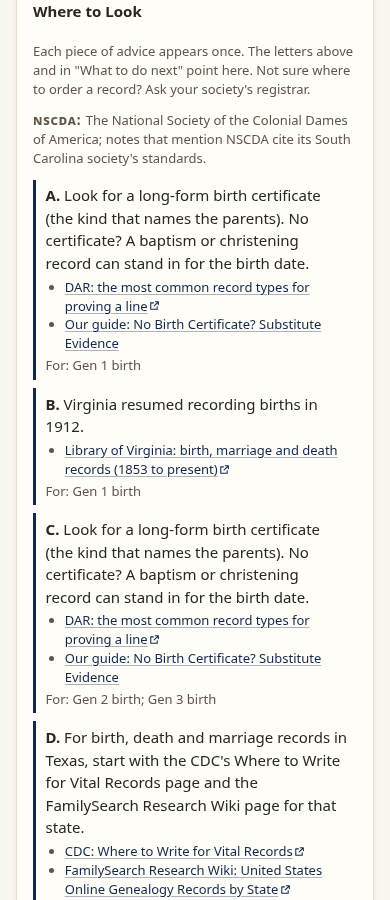 Where to Look
Each piece of advice appears once. The letters above
and in "What to do next" point here. Not sure where
to order a record? Ask your society's registrar.
NSCDA: The National Society of the Colonial Dames
of America; notes that mention NSCDA cite its South
Carolina society's standards.
A. Look for a long-form birth certificate
(the kind that names the parents). No
certificate? A baptism or christening
record can stand in for the birth date.
• DAR: the most common record types for
proving a line
• Our guide: No Birth Certificate? Substitute
Evidence
For: Gen 1 birth
B. Virginia resumed recording births in
1912.
• Library of Virginia: birth, marriage and death
records (1853 to present)
For: Gen 1 birth
C. Look for a long-form birth certificate
(the kind that names the parents). No
certificate? A baptism or christening
record can stand in for the birth date.
• DAR: the most common record types for
proving a line
• Our guide: No Birth Certificate? Substitute
Evidence
For: Gen 2 birth; Gen 3 birth
D. For birth, death and marriage records in
Texas, start with the CDC's Where to Write
for Vital Records page and the
FamilySearch Research Wiki page for that
state.
• CDC: Where to Write for Vital Records
• FamilySearch Research Wiki: United States
Online Genealogy Records by State